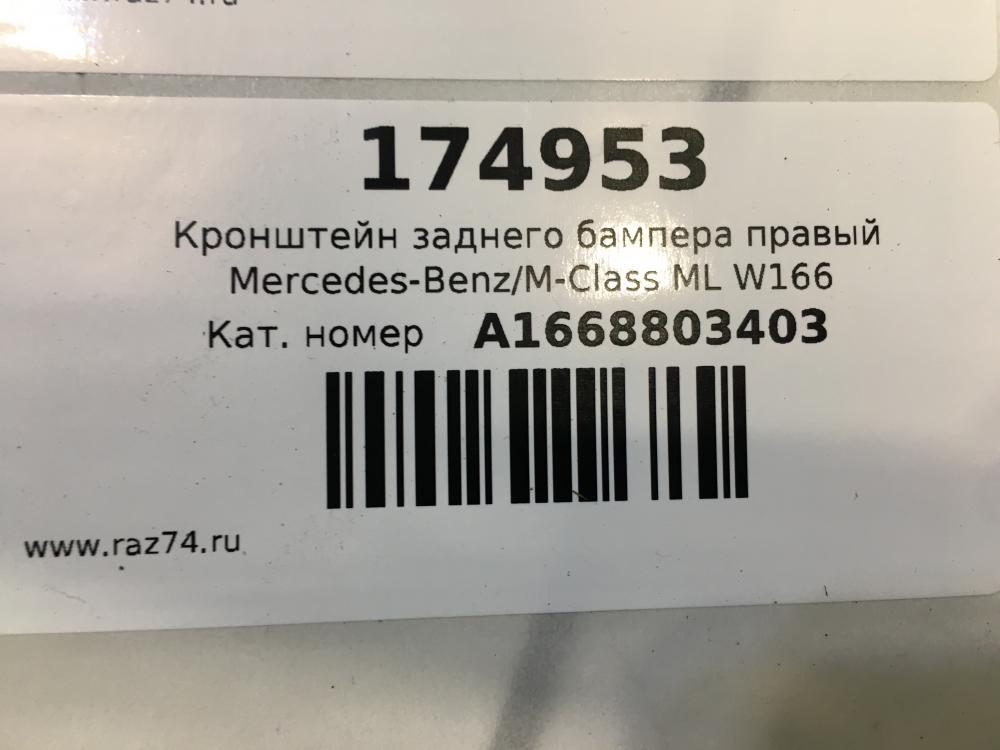 174953
Кронштейн заднего бампера правый
Mercedes-Benz/M-Class ML W166
Кат. номер A1668803403
www.raz74.ru